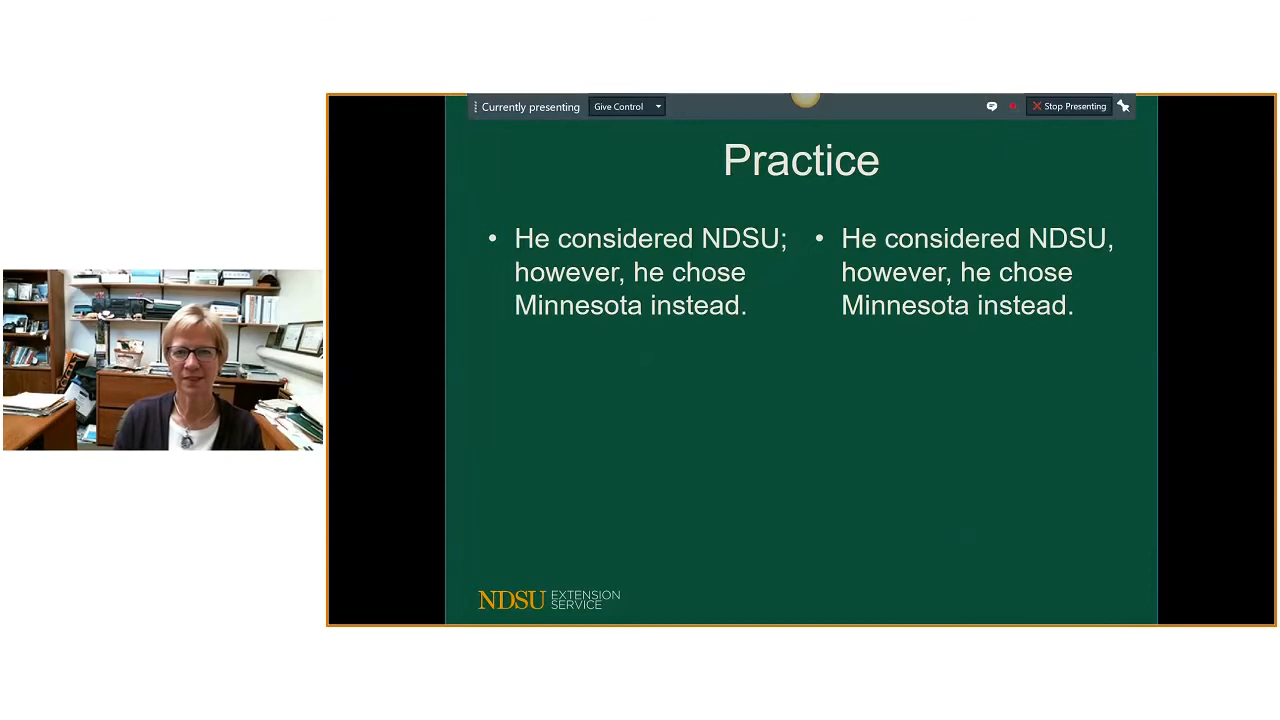 Currently presenting Give Control Stop Presenting
Practice
• He considered NDSU;
however, he chose
Minnesota instead.
• He considered NDSU,
however, he chose
Minnesota instead.
NDSU EXTENSION
SERVICE